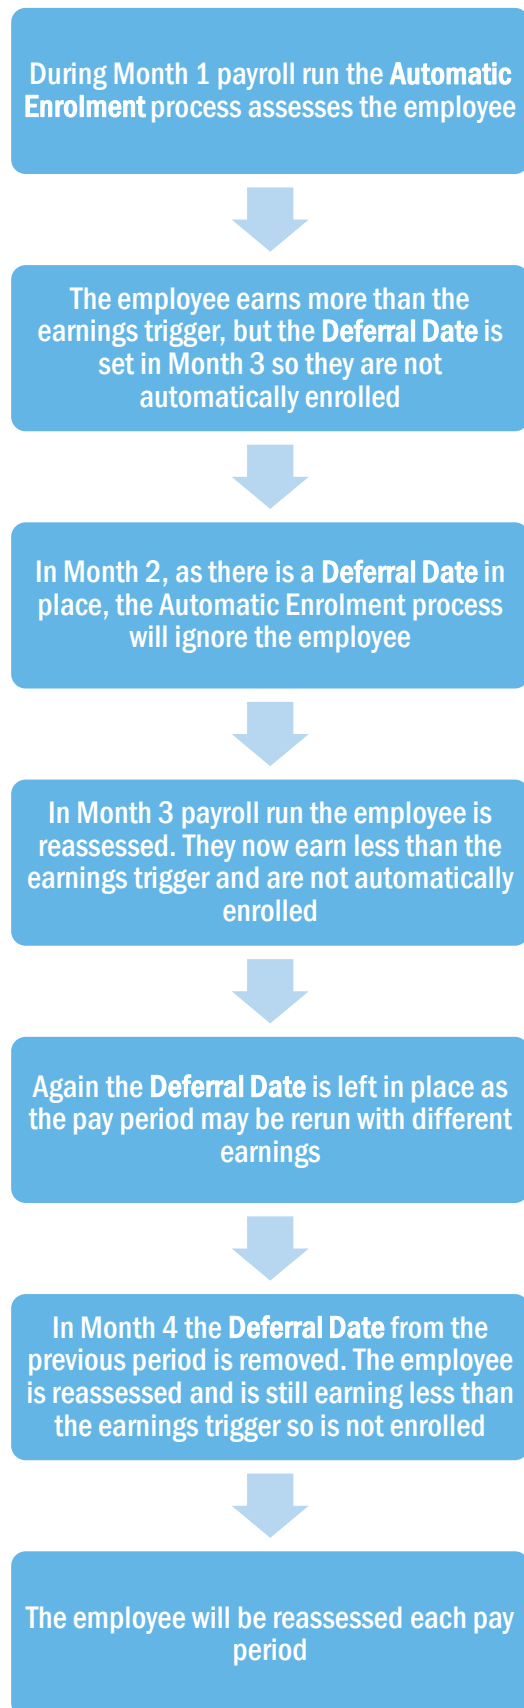 During Month 1 payroll run the Automatic
Enrolment process assesses the employee
The employee earns more than the
earnings trigger, but the Deferral Date is
set in Month 3 so they are not
automatically enrolled
In Month 2, as there is a Deferral Date in
place, the Automatic Enrolment process
will ignore the employee
In Month 3 payroll run the employee is
reassessed. They now earn less than the
earnings trigger and are not automatically
enrolled
Again the Deferral Date is left in place as
the pay period may be rerun with different
earnings
In Month 4 the Deferral Date from the
previous period is removed. The employee
is reassessed and is still earning less than
the earnings trigger so is not enrolled
The employee will be reassessed each pay
period